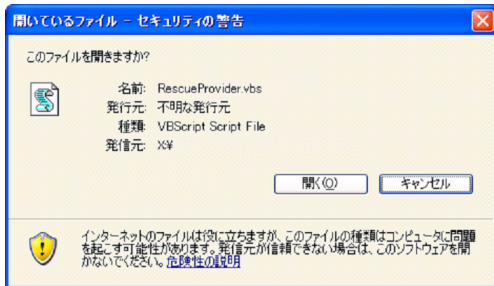 開いているファイル - セキュリティの警告
このファイルを開きますか?
名前: RescueProvider.vbs
発行元: 不明な発行元
種類: VBScript Script File
発信元: X:¥
開く(O) キャンセル
インターネットのファイルは役に立ちますが、このファイルの種類はコンピュータに問題
を起こす可能性があります。発信元が信頼できない場合は、このソフトウェアを開
かないでください。危険性の説明